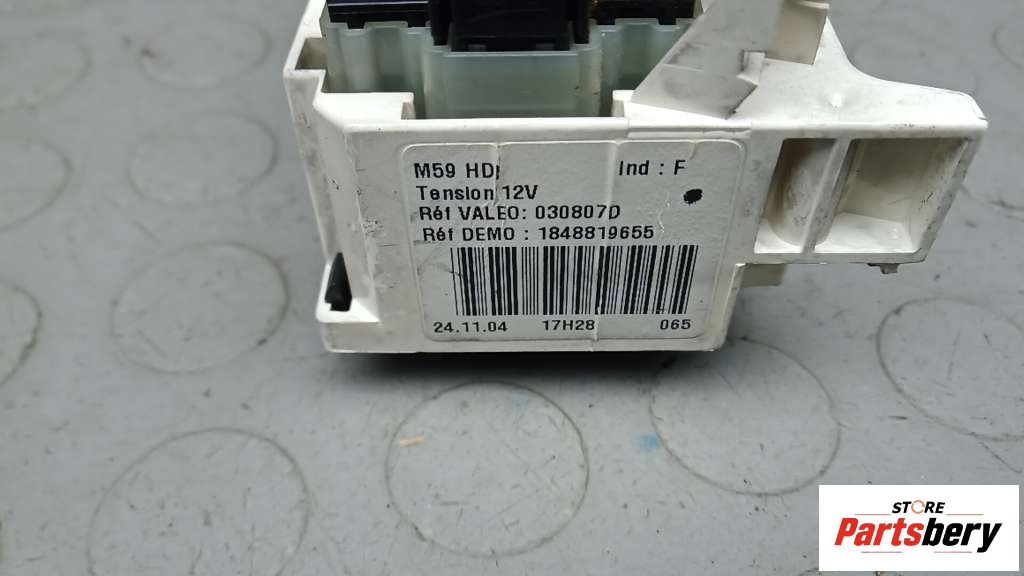 M59 HDI Ind : F
Tension 12V
Réf VALEO: 030807D
Réf DEMO : 1848819655
24.11.04 17H28 065
STORE
Partsbery